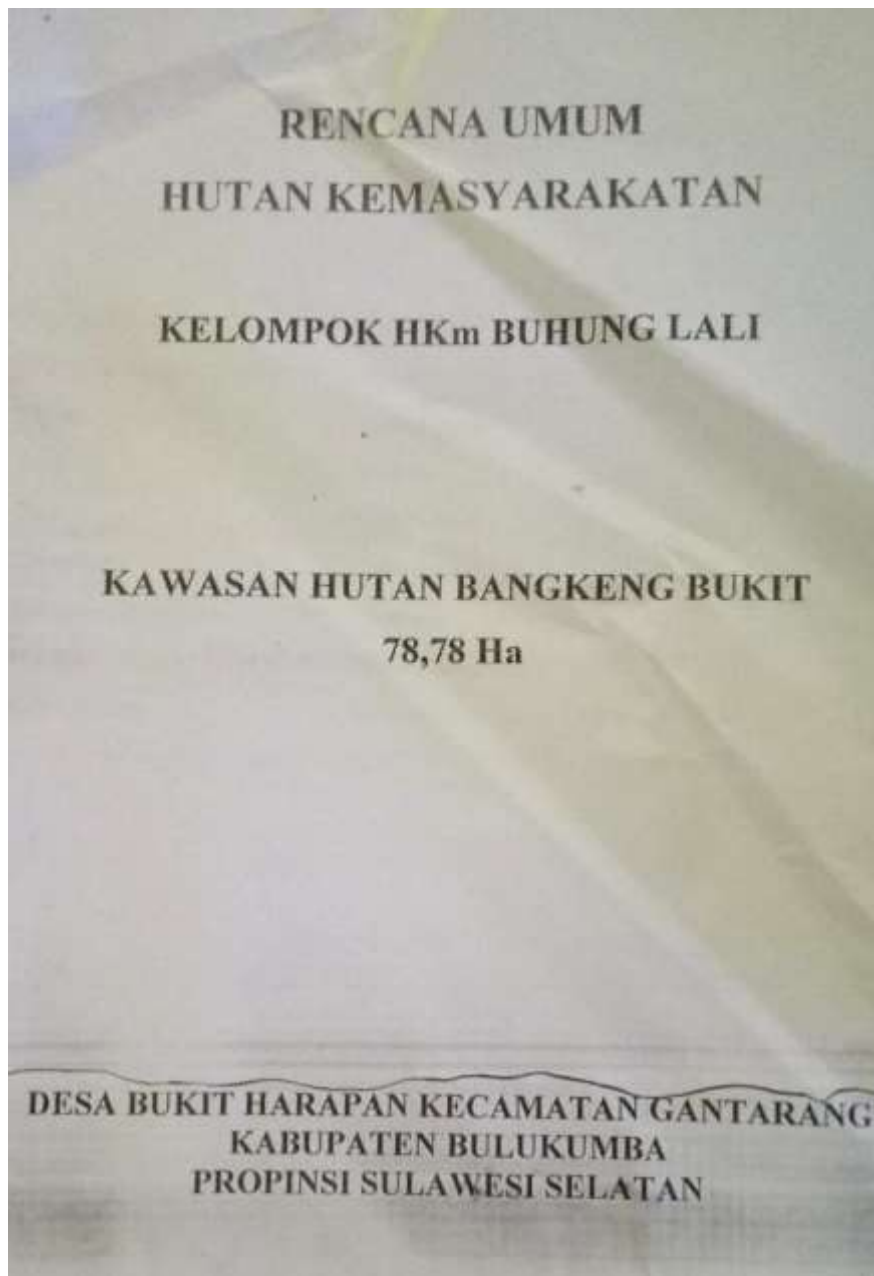 RENCANA UMUM
HUTAN KEMASYARAKATAN
KELOMPOK HKm BUHUNG LALI
KAWASAN HUTAN BANGKENG BUKIT
78,78 Ha
DESA BUKIT HARAPAN KECAMATAN GANTARANG
KABUPATEN BULUKUMBA
PROPINSI SULAWESI SELATAN